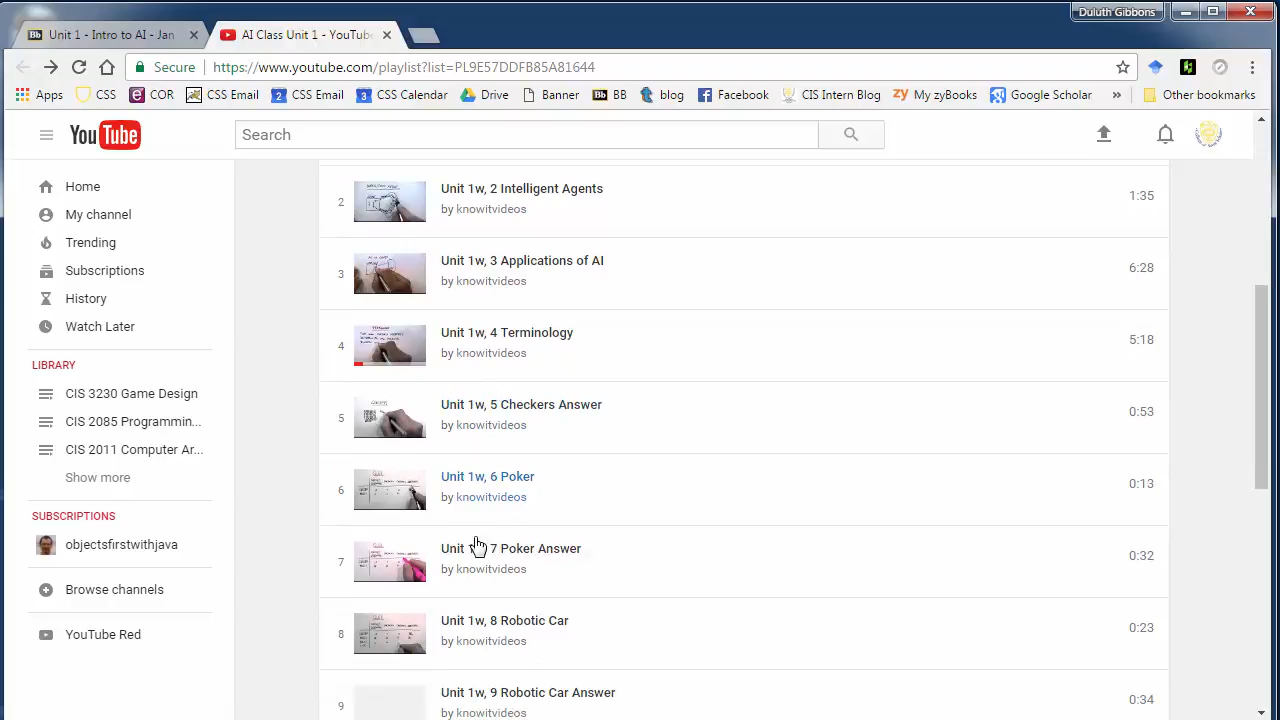 Duluth Gibbons
Bb Unit 1 - Intro to AI - Jan
AI Class Unit 1 - YouTube
Secure https://www.youtube.com/playlist?list=PL9E57DDFB85A81644
Apps CSS COR CSS Email 2 CSS Email 3 CSS Calendar Drive Banner Bb BB blog Facebook CIS Intern Blog zy My zyBooks Google Scholar » Other bookmarks
YouTube
Search
Home
My channel
Trending
Subscriptions
History
Watch Later
LIBRARY
CIS 3230 Game Design
CIS 2085 Programmin...
CIS 2011 Computer Ar...
Show more
SUBSCRIPTIONS
objectsfirstwithjava
Browse channels
YouTube Red
2 Unit 1w, 2 Intelligent Agents 1:35
by knowitvideos
3 Unit 1w, 3 Applications of AI 6:28
by knowitvideos
4 Unit 1w, 4 Terminology 5:18
by knowitvideos
5 Unit 1w, 5 Checkers Answer 0:53
by knowitvideos
6 Unit 1w, 6 Poker 0:13
by knowitvideos
7 Unit 7 Poker Answer 0:32
by knowitvideos
8 Unit 1w, 8 Robotic Car 0:23
by knowitvideos
9 Unit 1w, 9 Robotic Car Answer 0:34
by knowitvideos